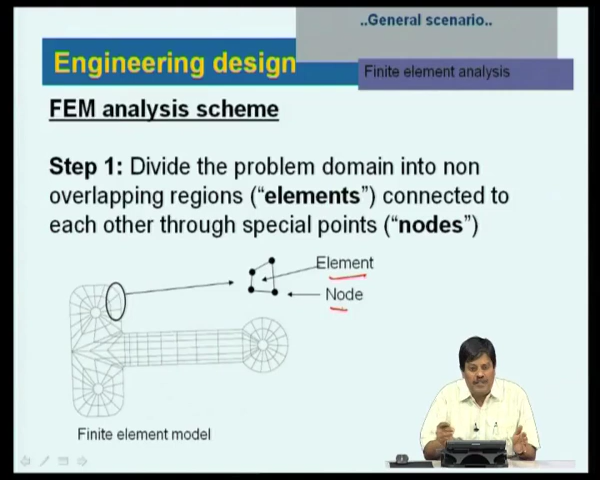 ..General scenario..
Engineering design
Finite element analysis
FEM analysis scheme
Step 1: Divide the problem domain into non
overlapping regions (“elements”) connected to
each other through special points (“nodes”)
Element
Node
Finite element model